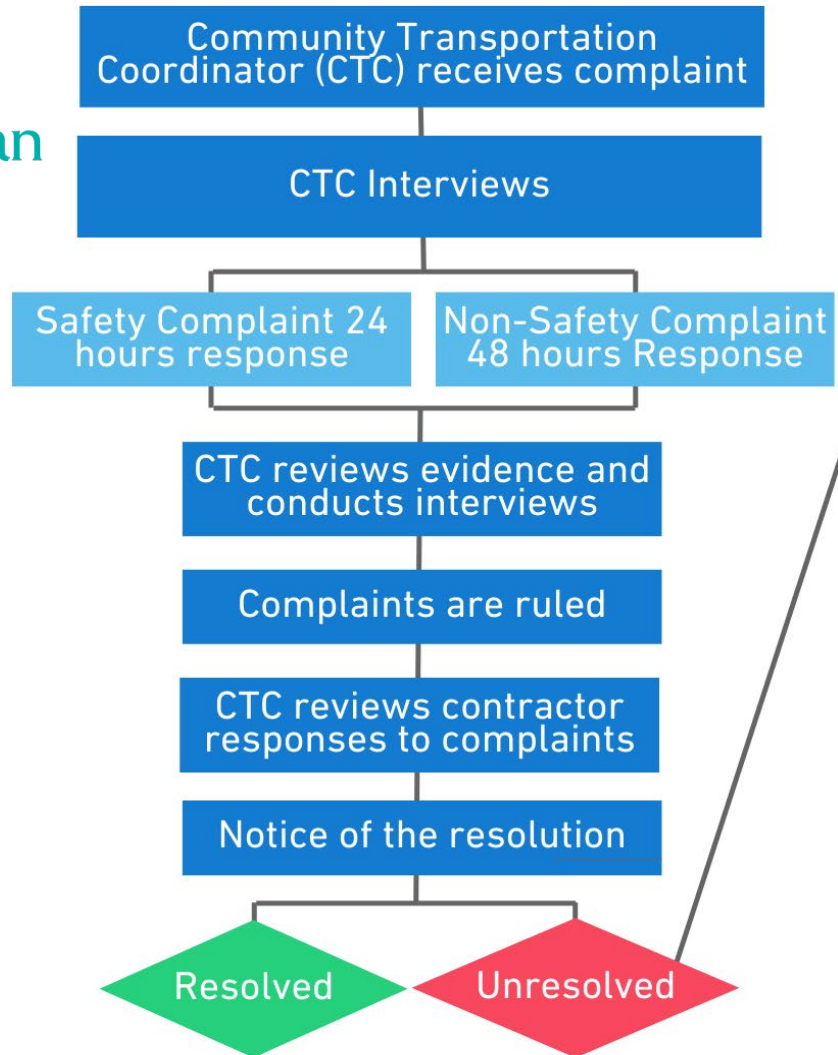 Community Transportation
Coordinator (CTC) receives complaint
an
CTC Interviews
Safety Complaint 24
hours response
Non-Safety Complaint
48 hours Response
CTC reviews evidence and
conducts interviews
Complaints are ruled
CTC reviews contractor
responses to complaints
Notice of the resolution
Resolved
Unresolved